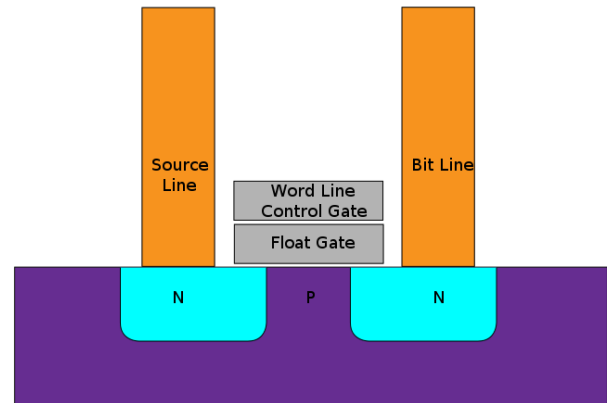 Source
Line
Word Line
Control Gate
Float Gate
Bit Line
N
P
N